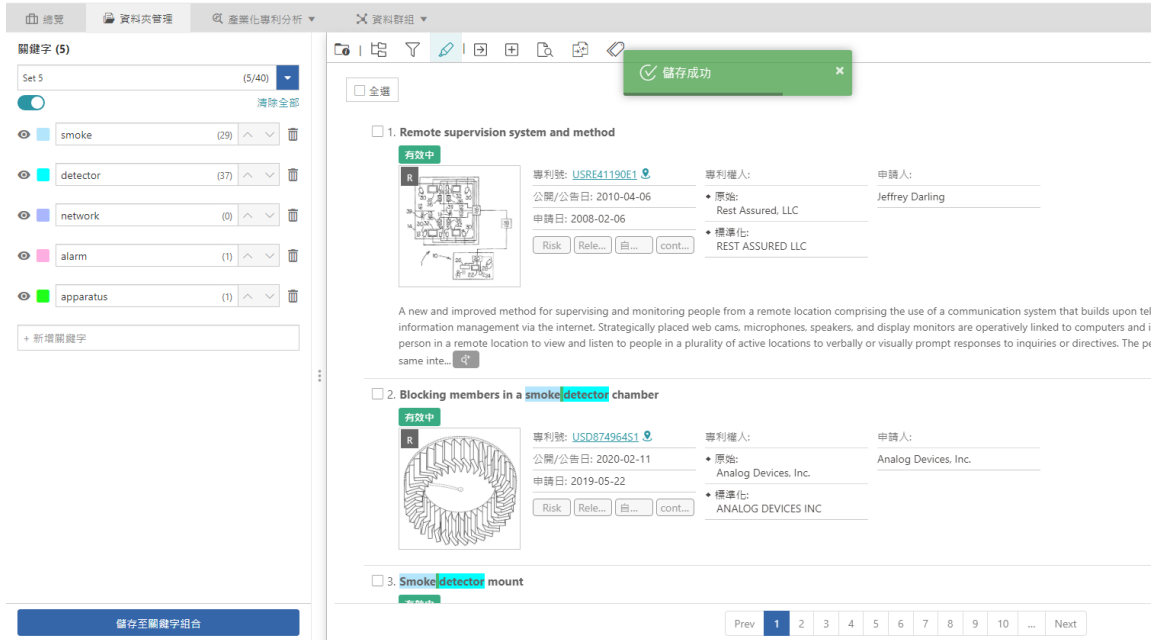 總覽
資料夾管理
產業化專利分析 ▼
資料群組 ▼
關鍵字 (5)
Set 5 (5/40)
清除全部
smoke (29)
detector (37)
network (0)
alarm (1)
apparatus (1)
+ 新增關鍵字
儲存至關鍵字組合
儲存成功 ×
全選
1. Remote supervision system and method
有效中
R
專利號: USRE41190E1
公開/公告日: 2010-04-06
申請日: 2008-02-06
Risk Rele... 自... cont...
專利權人:
◆ 原始:
Rest Assured, LLC
◆ 標準化:
REST ASSURED LLC
申請人:
Jeffrey Darling
A new and improved method for supervising and monitoring people from a remote location comprising the use of a communication system that builds upon tel
information management via the internet. Strategically placed web cams, microphones, speakers, and display monitors are operatively linked to computers and i
person in a remote location to view and listen to people in a plurality of active locations to verbally or visually prompt responses to inquiries or directives. The pe
same inte...
2. Blocking members in a smoke detector chamber
有效中
R
專利號: USD874964S1
公開/公告日: 2020-02-11
申請日: 2019-05-22
Risk Rele... 自... cont...
專利權人:
◆ 原始:
Analog Devices, Inc.
◆ 標準化:
ANALOG DEVICES INC
申請人:
Analog Devices, Inc.
3. Smoke detector mount
有效中
Prev 1 2 3 4 5 6 7 8 9 10 ... Next